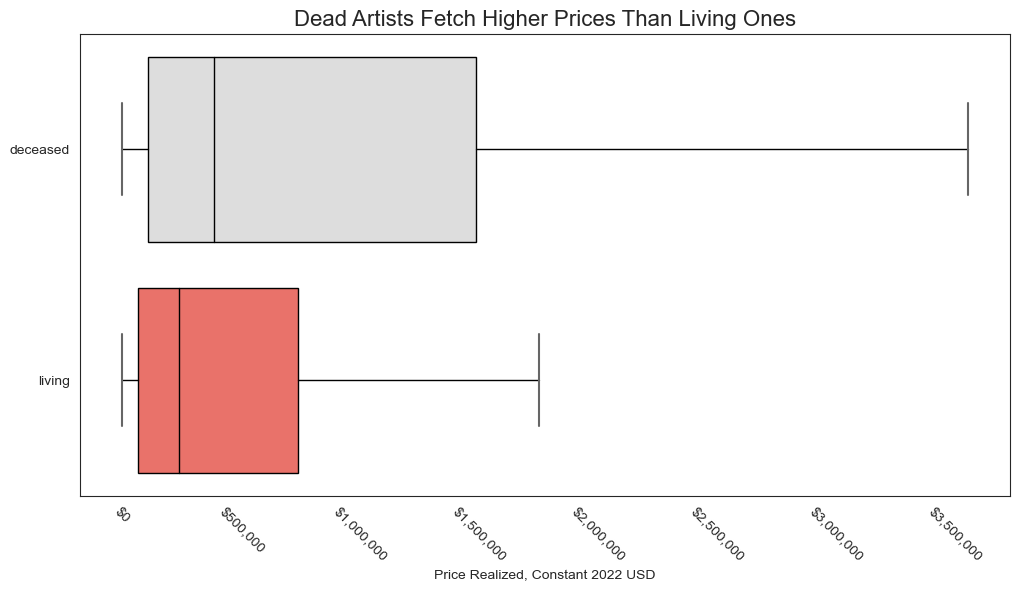 Dead Artists Fetch Higher Prices Than Living Ones
deceased
living
$0
$500,000
$1,000,000
$1,500,000
$2,000,000
$2,500,000
$3,000,000
$3,500,000
Price Realized, Constant 2022 USD